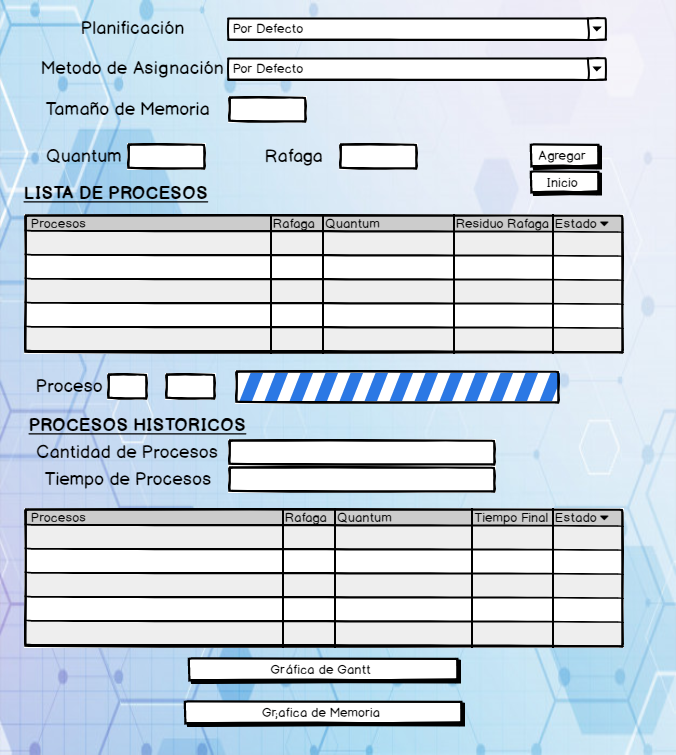 Planificación Por Defecto
Metodo de Asignación Por Defecto
Tamaño de Memoria
Quantum Rafaga Agregar
Inicio
LISTA DE PROCESOS
Procesos Rafaga Quantum Residuo Rafaga Estado
Proceso
PROCESOS HISTORICOS
Cantidad de Procesos
Tiempo de Procesos
Procesos Rafaga Quantum Tiempo Final Estado
Gráfica de Gantt
Gr;afica de Memoria